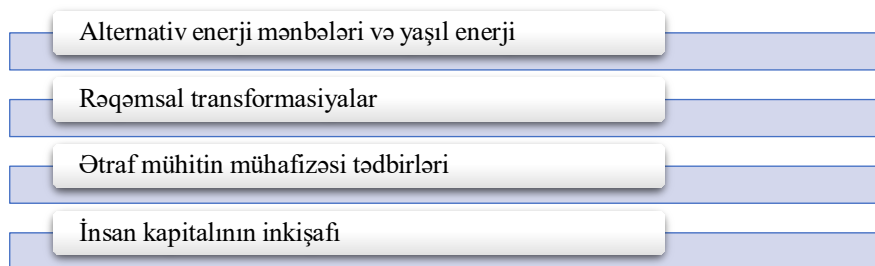 Alternativ enerji mənbələri və yaşıl enerji
Rəqəmsal transformasiyalar
Ətraf mühitin mühafizəsi tədbirləri
İnsan kapitalının inkişafı